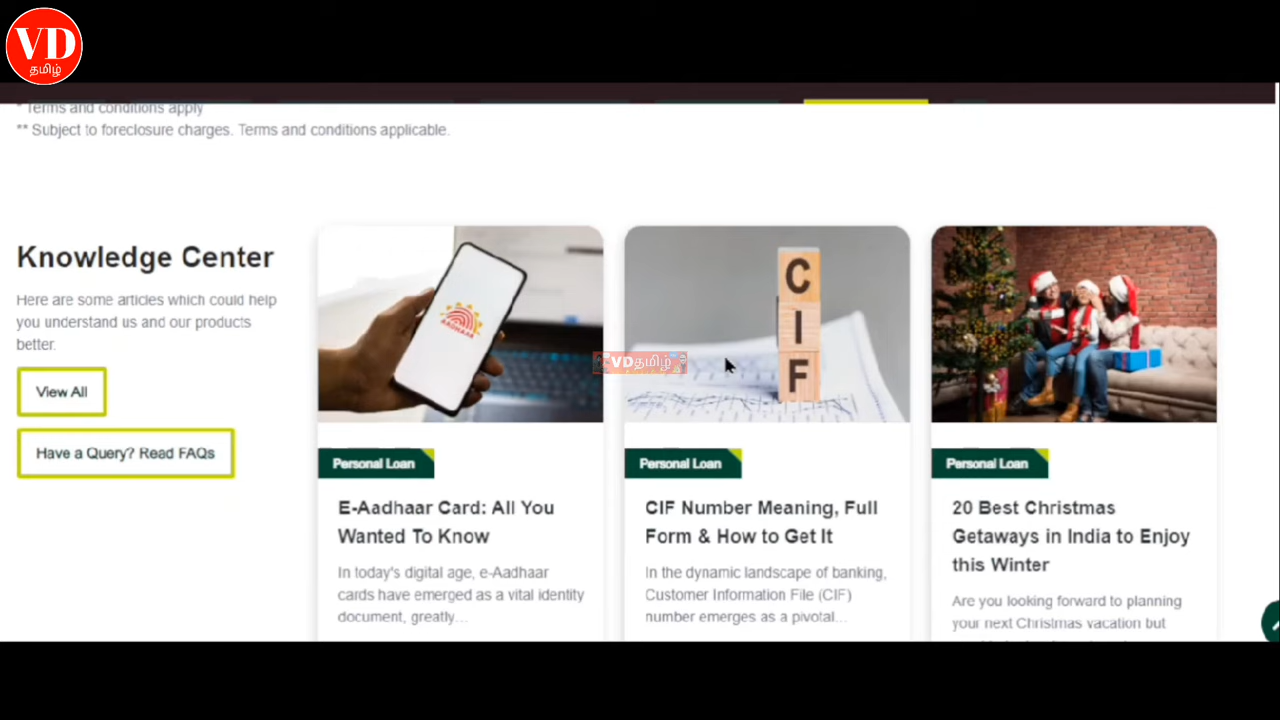 VD
தமிழ்
* Terms and conditions apply
** Subject to foreclosure charges. Terms and conditions applicable.
Knowledge Center
Here are some articles which could help
you understand us and our products
better.
View All
Have a Query? Read FAQs
AADHAAR
Personal Loan
E-Aadhaar Card: All You
Wanted To Know
In today's digital age, e-Aadhaar
cards have emerged as a vital identity
document, greatly...
VDதமிழ்
C
I
F
Personal Loan
CIF Number Meaning, Full
Form & How to Get It
In the dynamic landscape of banking,
Customer Information File (CIF)
number emerges as a pivotal...
Personal Loan
20 Best Christmas
Getaways in India to Enjoy
this Winter
Are you looking forward to planning
your next Christmas vacation but